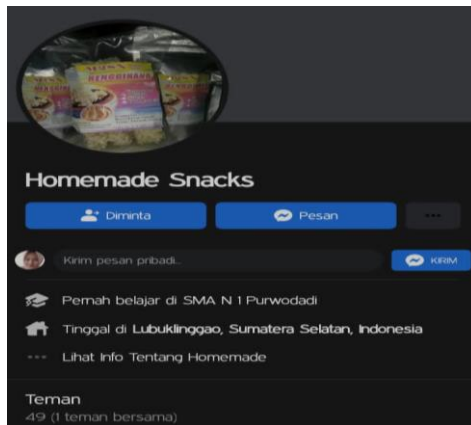 RENGGINANG
Homemade Snacks
Diminta
Pesan
Kirim pesan pribadi...
KIRIM
Pernah belajar di SMA N 1 Purwodadi
Tinggal di Lubuklinggao, Sumatera Selatan, Indonesia
Lihat Info Tentang Homemade
Teman
49 (1 teman bersama)